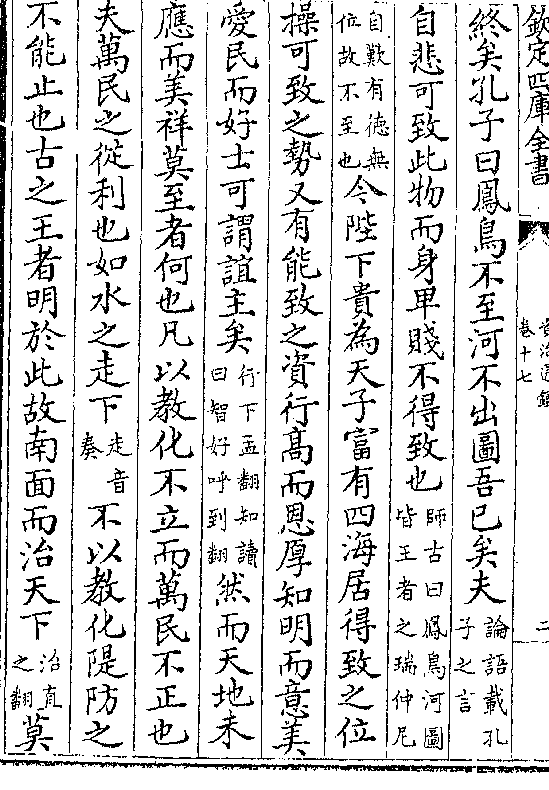 欽定四庫全書
資治通鑑
卷十七
二
終矣孔子曰鳳鳥不至河不出圖吾已矣夫論語載孔子之言
自悲可致此物而身卑賤不得致也師古曰鳳鳥河圖皆王者之瑞仲尼
自歎有德無位故不至也今陛下貴為天子富有四海居得致之位
操可致之勢又有能致之資行髙而恩厚知明而意美
愛民而好士可謂誼主矣行下孟翻知讀曰智好呼到翻然而天地未
應而美祥莫至者何也凡以教化不立而萬民不正也
夫萬民之從利也如水之走下走音奏不以教化隄防之
不能止也古之王者明於此故南面而治天下治直之翻莫